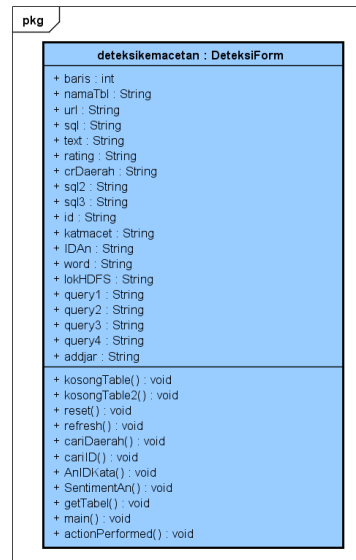 pkg
deteksikemacetan : DeteksiForm
+ baris : int
+ namaTbl : String
+ url : String
+ sql : String
+ text : String
+ rating : String
+ crDaerah : String
+ sql2 : String
+ sql3 : String
+ id : String
+ katmacet : String
+ IDAn : String
+ word : String
+ lokHDFS : String
+ query1 : String
+ query2 : String
+ query3 : String
+ query4 : String
+ addjar : String
+ kosongTable() : void
+ kosongTable2() : void
+ reset() : void
+ refresh() : void
+ cariDaerah() : void
+ cariID() : void
+ AnIDKata() : void
+ SentimentAn() : void
+ getTabel() : void
+ main() : void
+ actionPerformed() : void